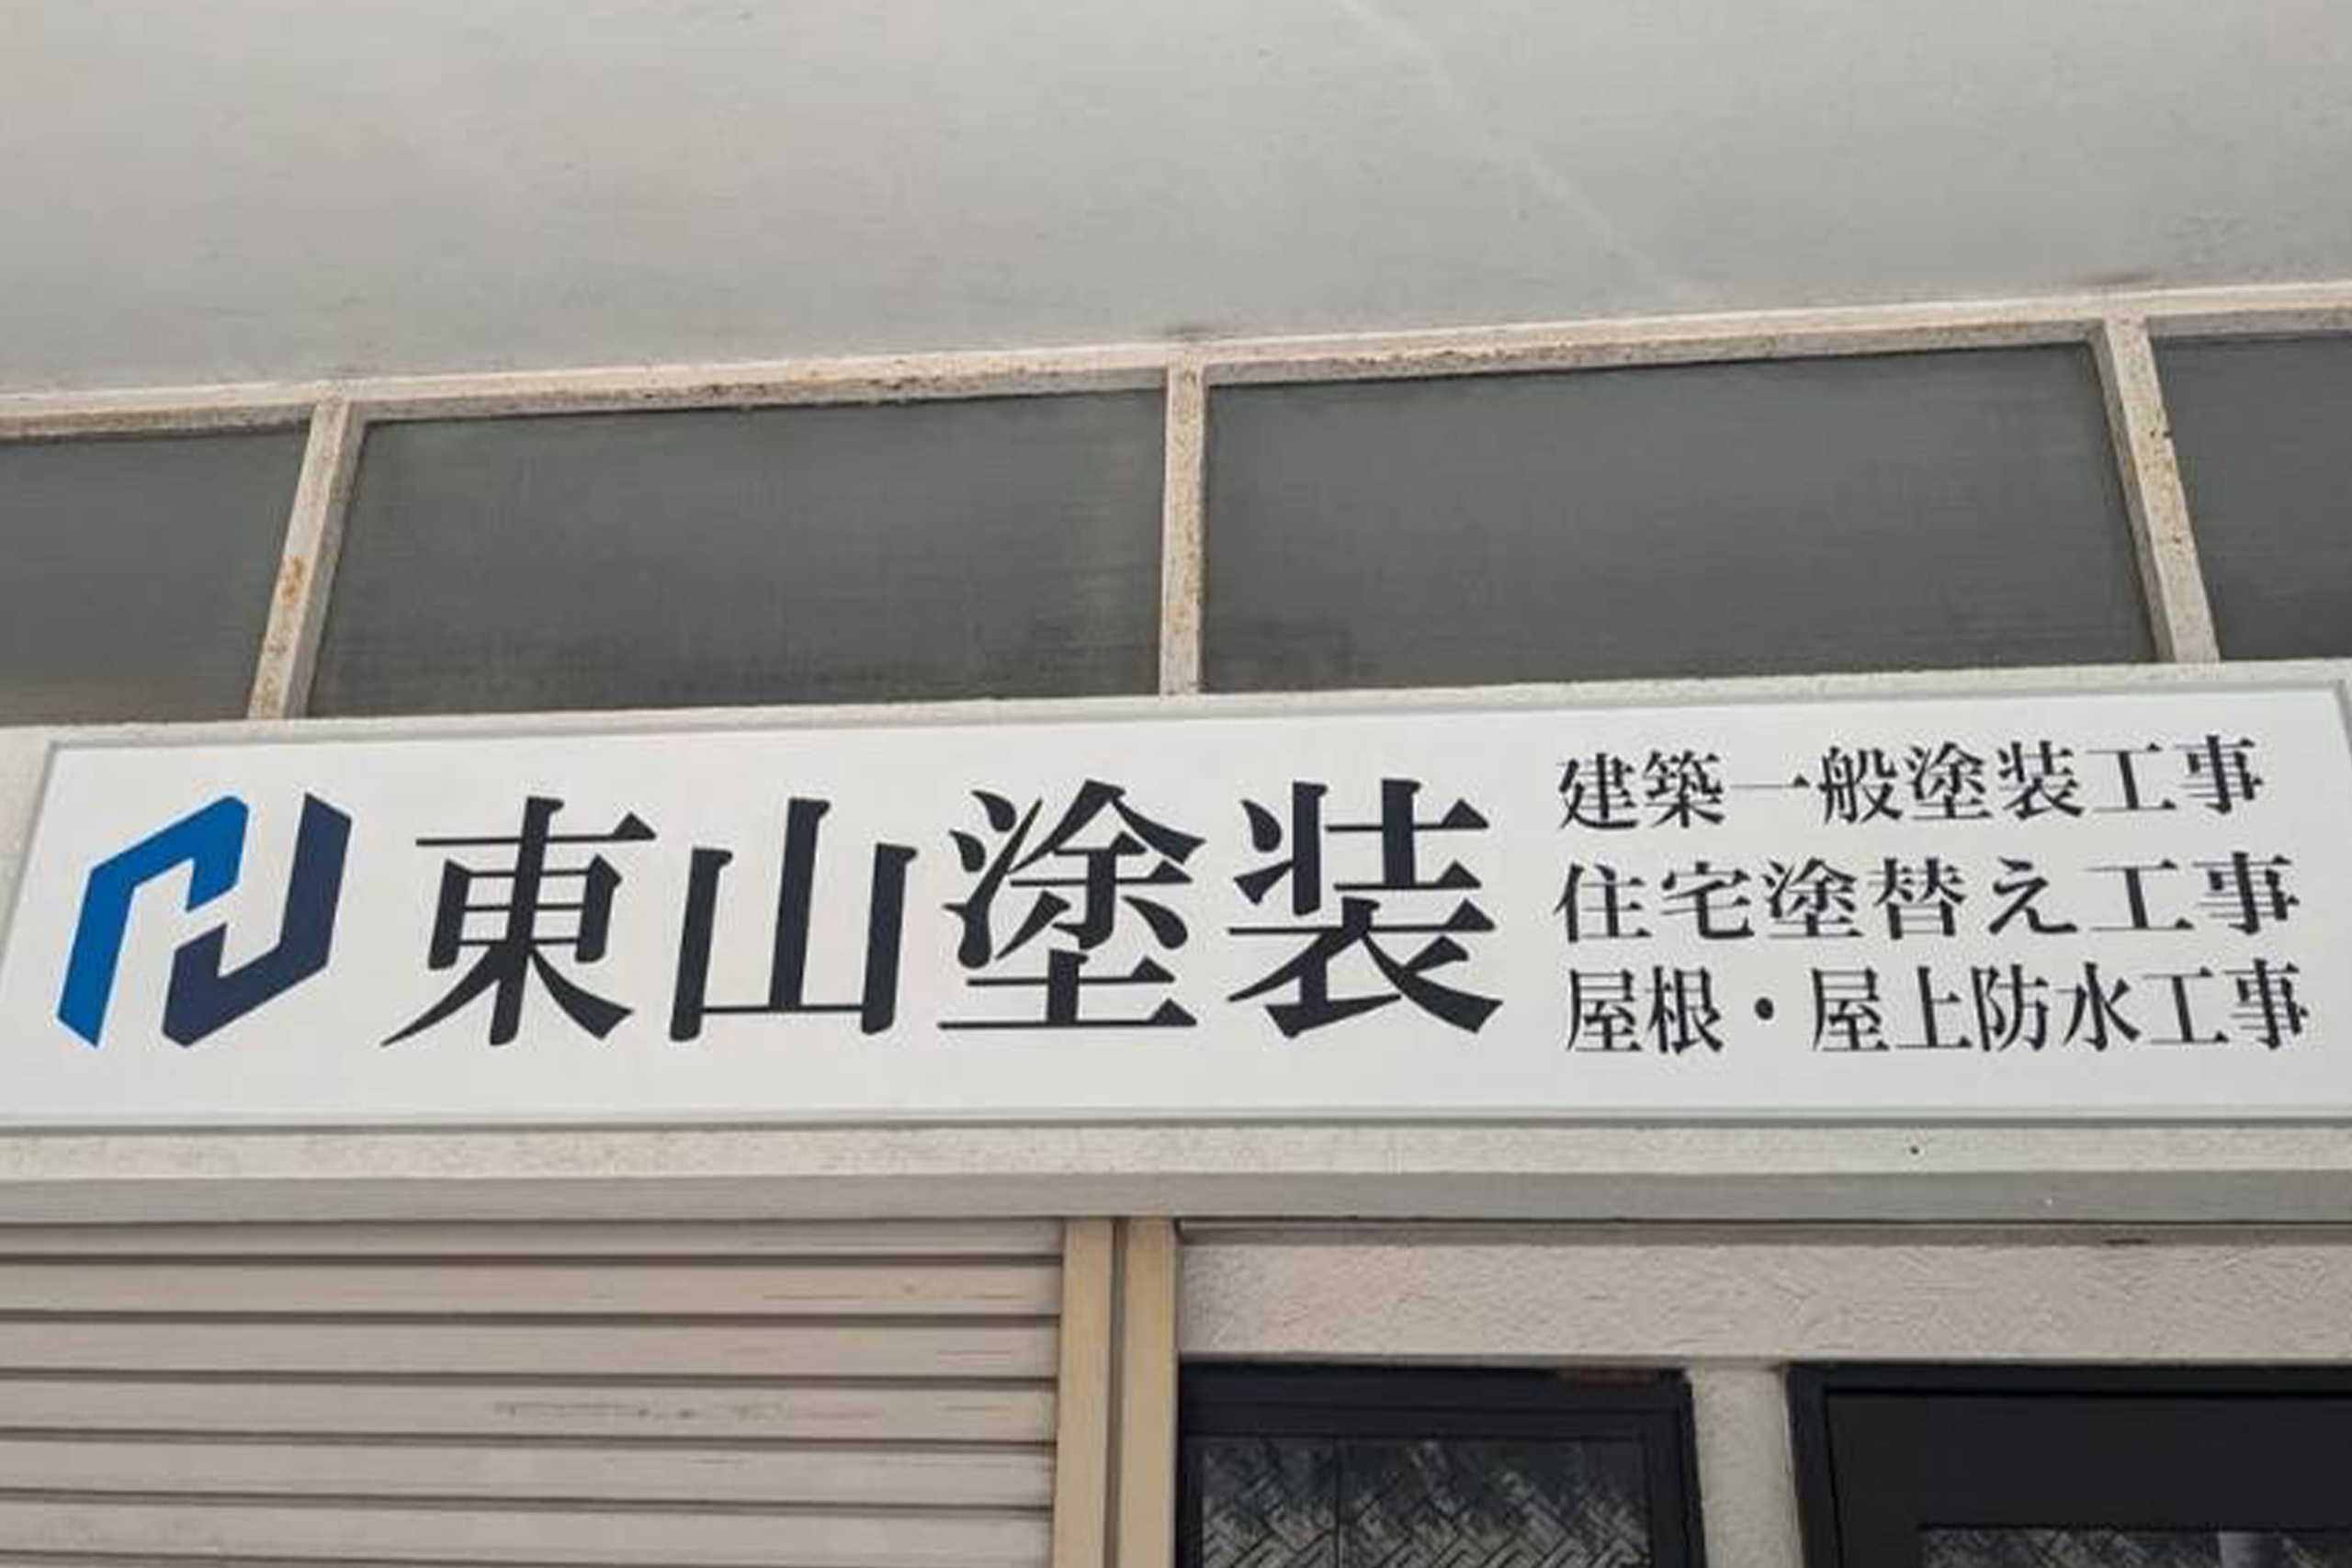 東山塗装
建築一般塗装工事
住宅塗替え工事
屋根・屋上防水工事